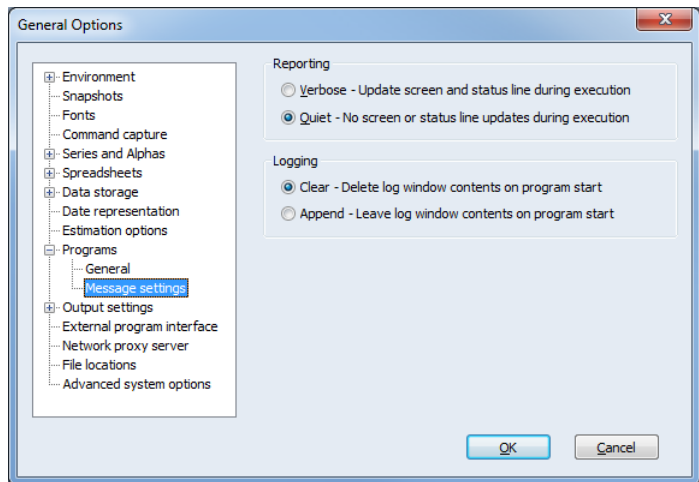 General Options
Environment
Snapshots
Fonts
Command capture
Series and Alphas
Spreadsheets
Data storage
Date representation
Estimation options
Programs
General
Message settings
Output settings
External program interface
Network proxy server
File locations
Advanced system options
Reporting
Verbose - Update screen and status line during execution
Quiet - No screen or status line updates during execution
Logging
Clear - Delete log window contents on program start
Append - Leave log window contents on program start
OK
Cancel